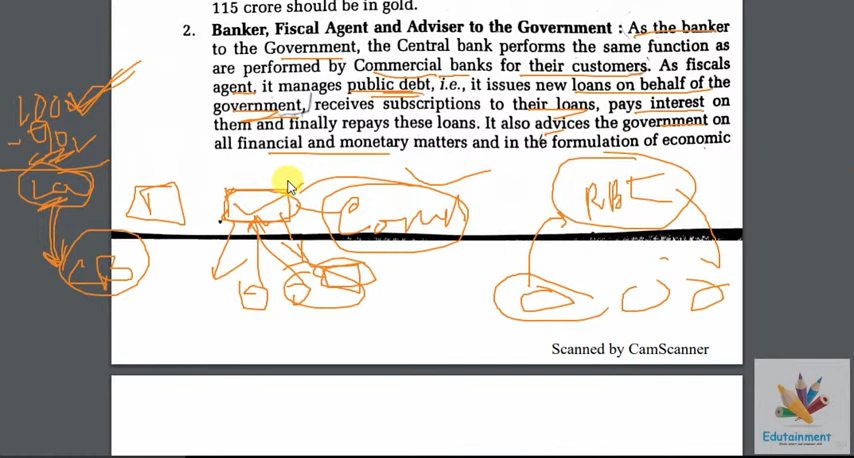 115 crore should be in gold.
2. Banker, Fiscal Agent and Adviser to the Government : As the banker
to the Government, the Central bank performs the same function as
are performed by Commercial banks for their customers. As fiscals
agent, it manages public debt, i.e., it issues new loans on behalf of the
government, receives subscriptions to their loans, pays interest on
them and finally repays these loans. It also advices the government on
all financial and monetary matters and in the formulation of economic
100
- 90
RBI
Scanned by CamScanner
Edutainment